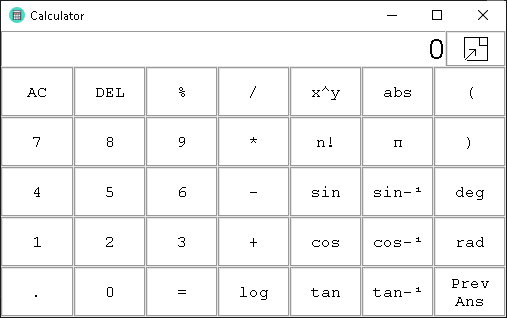 Calculator
0
AC DEL % / x^y abs (
7 8 9 * n! π )
4 5 6 - sin sin-¹ deg
1 2 3 + cos cos-¹ rad
. 0 = log tan tan-¹ Prev
Ans